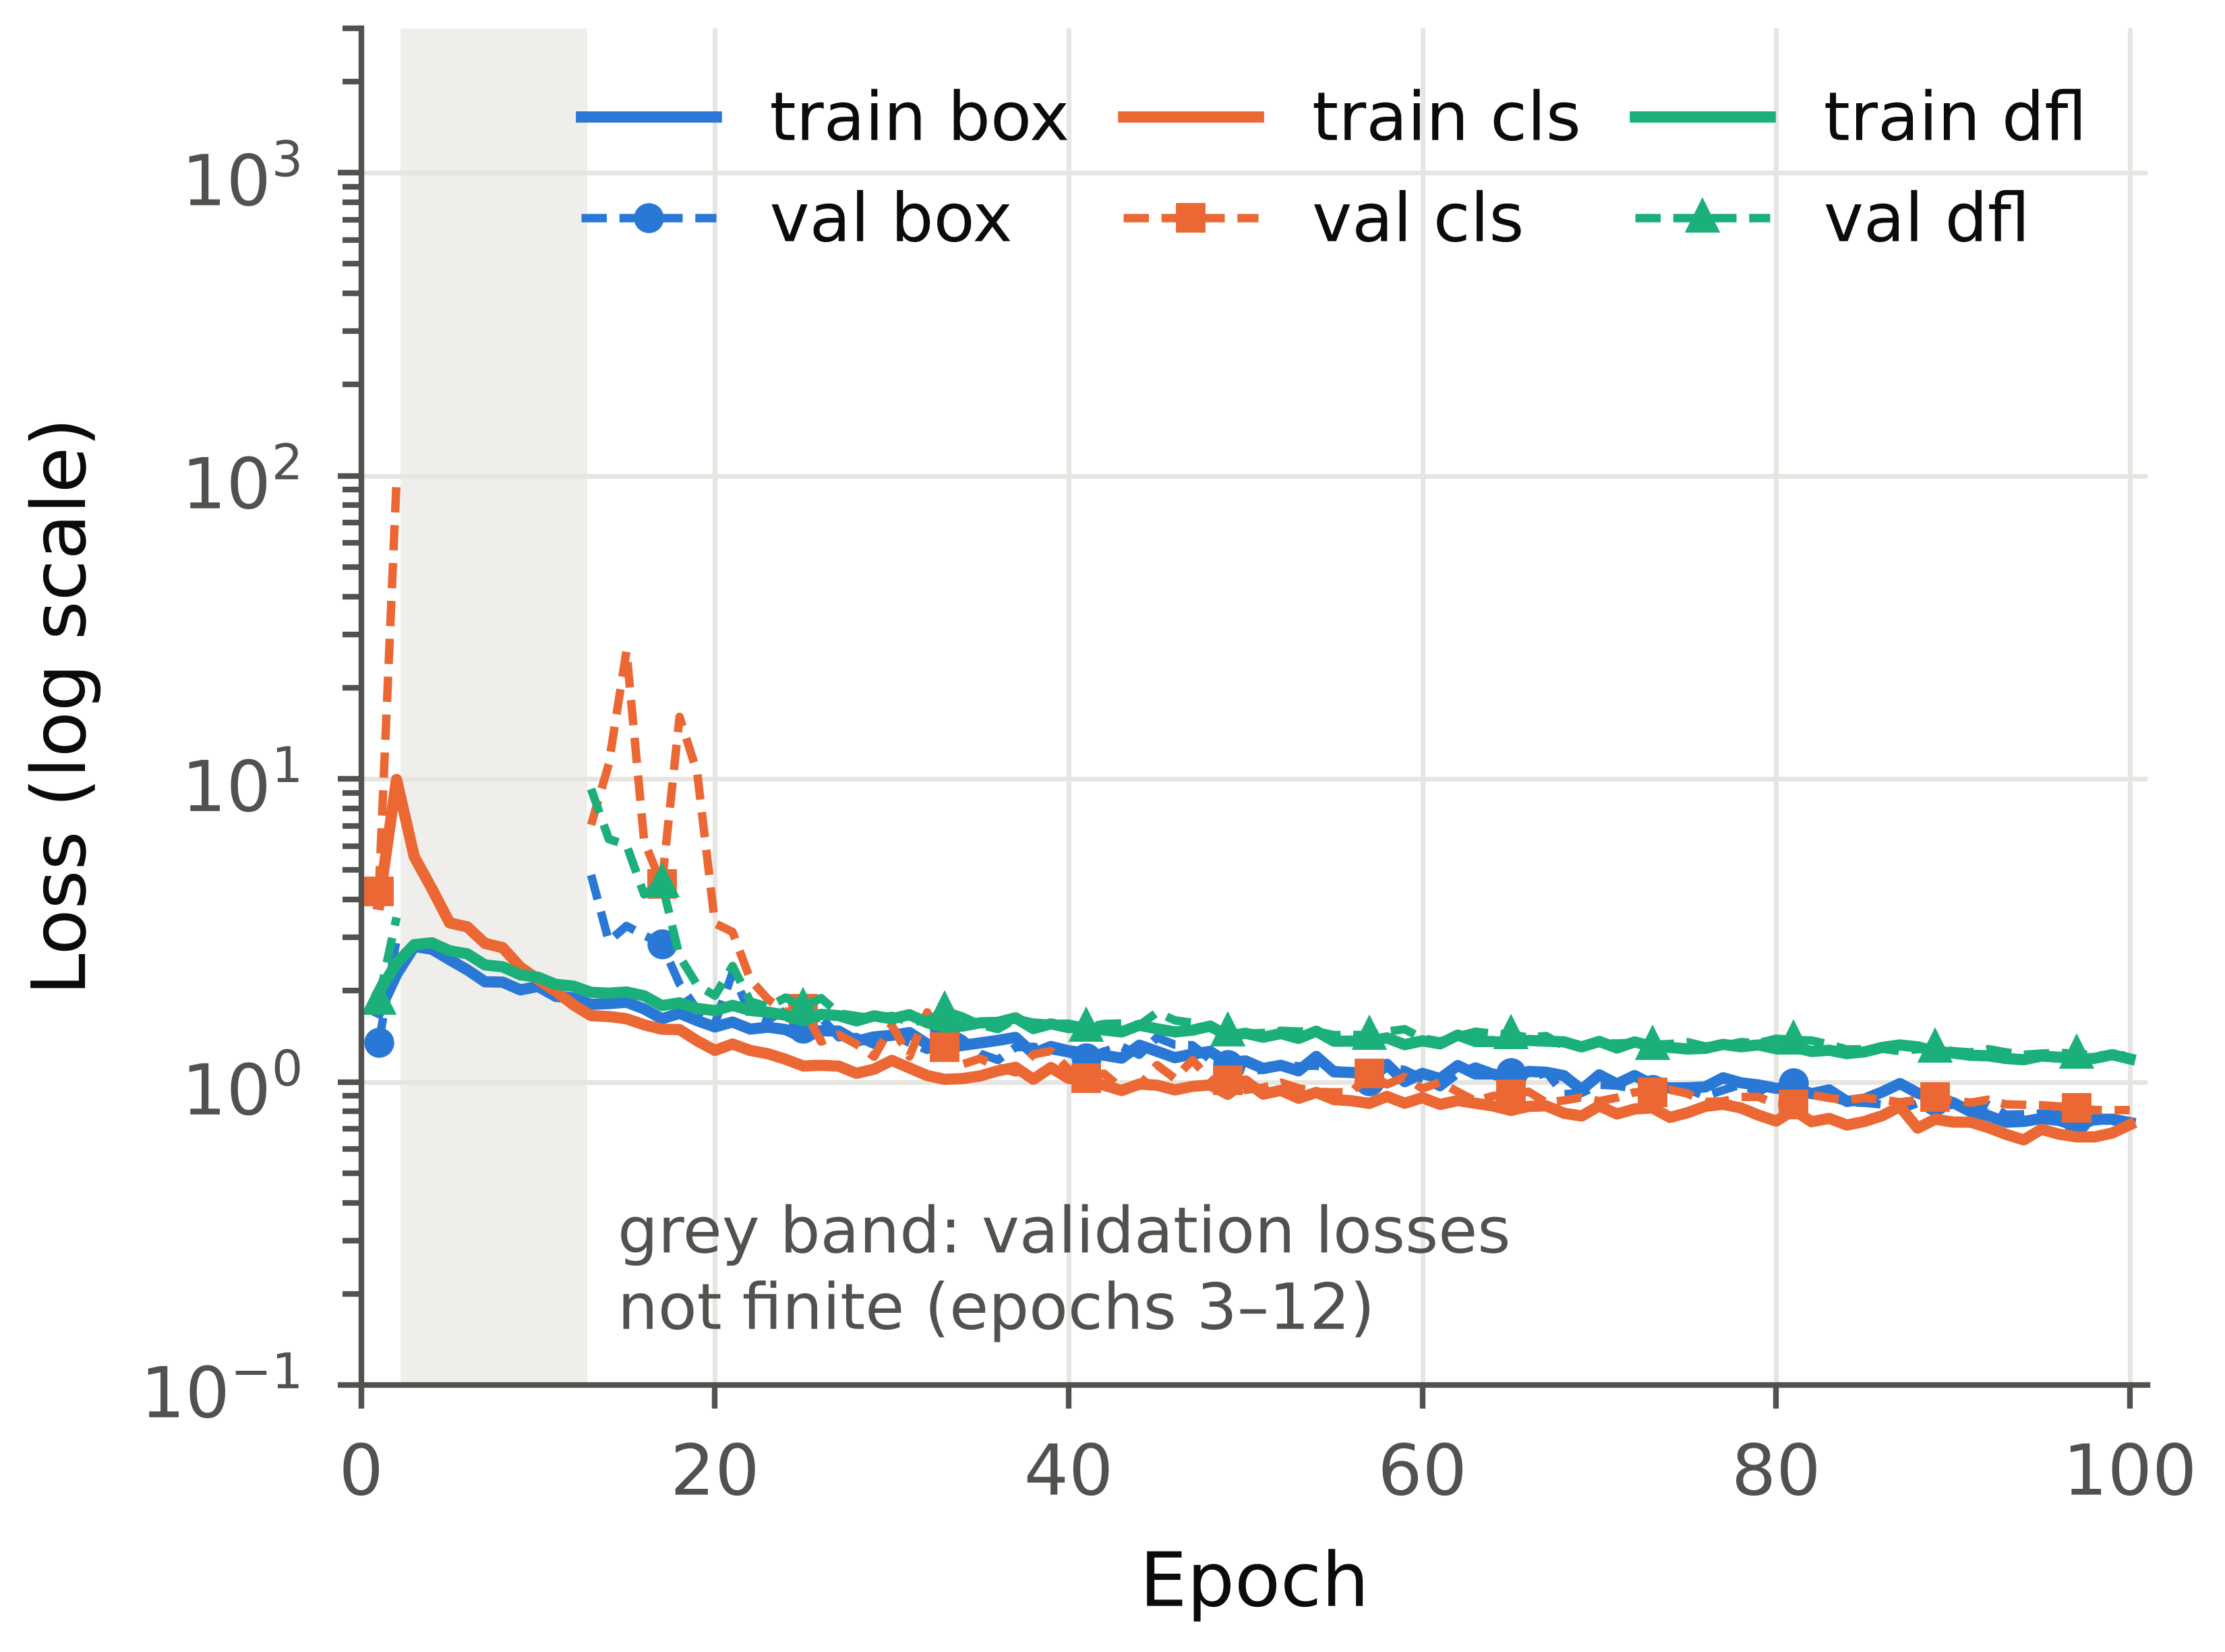 train box train cls train dfl
val box val cls val dfl
10³
10²
10¹
10⁰
10⁻¹
Loss (log scale)
grey band: validation losses
not finite (epochs 3–12)
0 20 40 60 80 100
Epoch